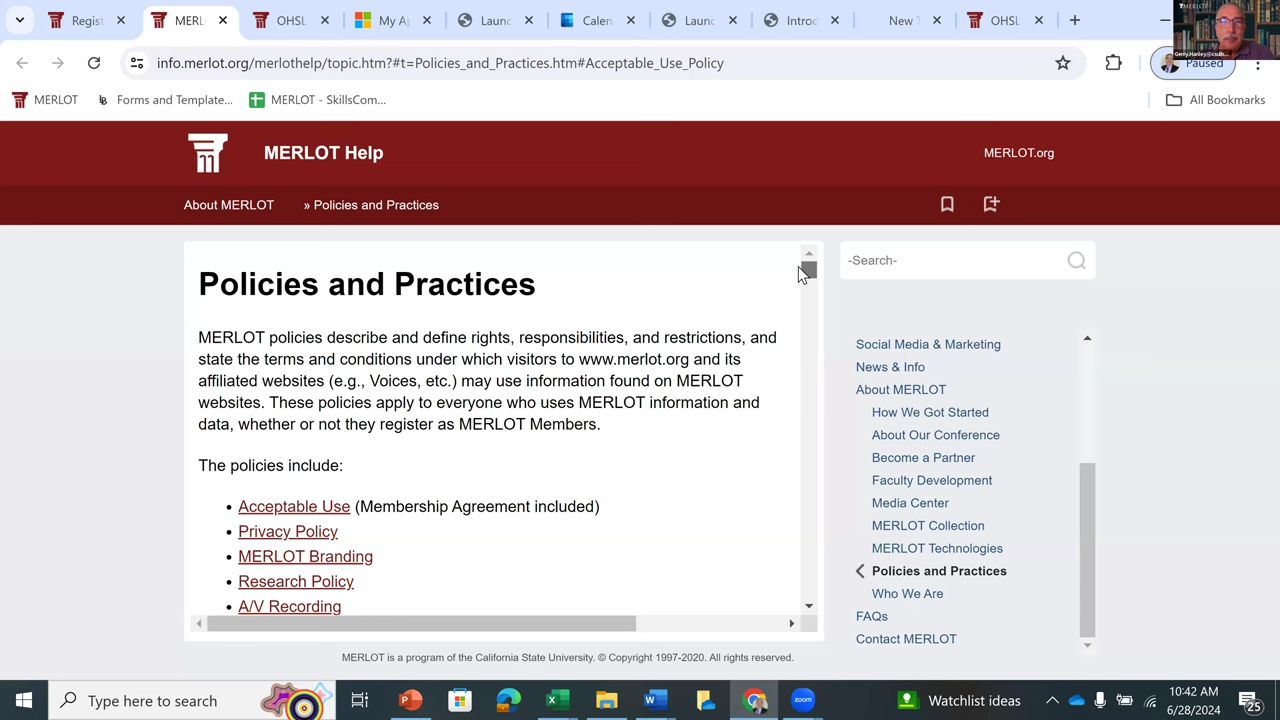 Regist
MERL
OHSL
My Ap
Launc
Calen
Launc
Introd
New T
OHSL
MERLOT
Gerry.Hanley@csulb...
info.merlot.org/merlothelp/topic.htm?#t=Policies_and_Practices.htm#Acceptable_Use_Policy
Paused
MERLOT
Forms and Template...
MERLOT - SkillsCom...
All Bookmarks
MERLOT Help
MERLOT.org
About MERLOT
» Policies and Practices
Policies and Practices
MERLOT policies describe and define rights, responsibilities, and restrictions, and
state the terms and conditions under which visitors to www.merlot.org and its
affiliated websites (e.g., Voices, etc.) may use information found on MERLOT
websites. These policies apply to everyone who uses MERLOT information and
data, whether or not they register as MERLOT Members.
The policies include:
• Acceptable Use (Membership Agreement included)
• Privacy Policy
• MERLOT Branding
• Research Policy
• A/V Recording
-Search-
Social Media & Marketing
News & Info
About MERLOT
How We Got Started
About Our Conference
Become a Partner
Faculty Development
Media Center
MERLOT Collection
MERLOT Technologies
Policies and Practices
Who We Are
FAQs
Contact MERLOT
MERLOT is a program of the California State University. © Copyright 1997-2020. All rights reserved.
Type here to search
zoom
Watchlist ideas
10:42 AM
6/28/2024
25